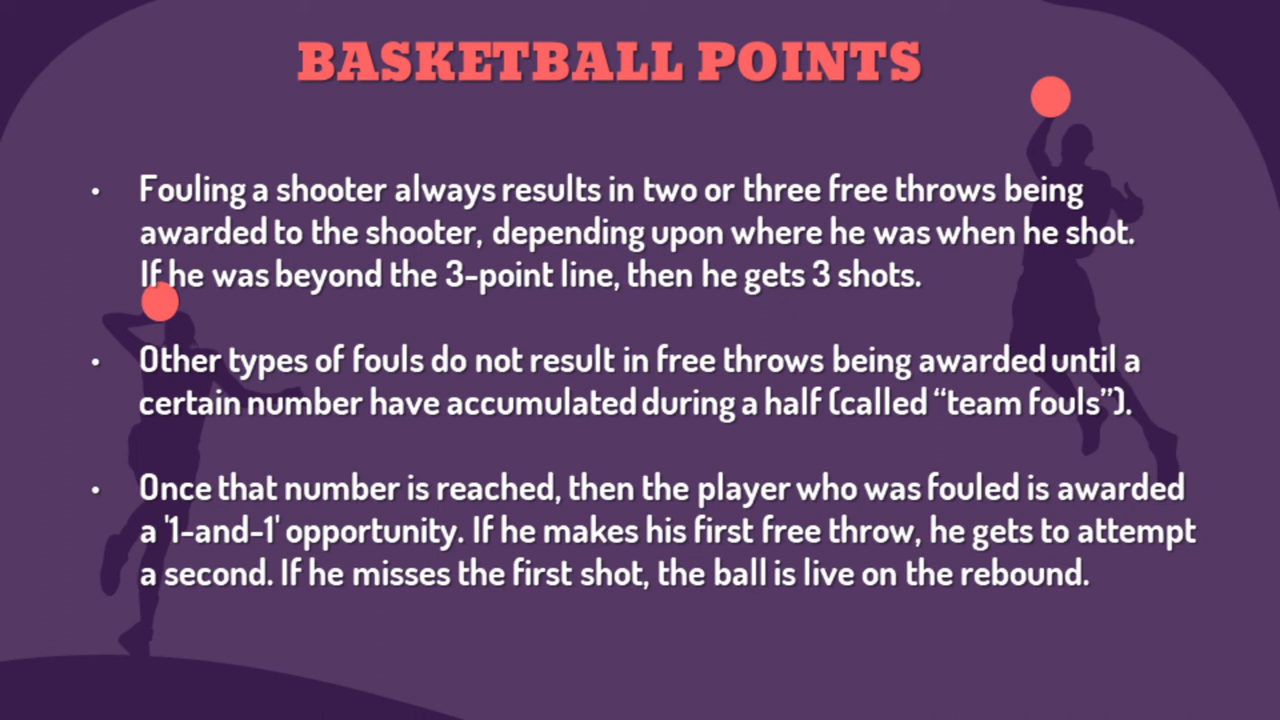 BASKETBALL POINTS
• Fouling a shooter always results in two or three free throws being
awarded to the shooter, depending upon where he was when he shot.
If he was beyond the 3-point line, then he gets 3 shots.
• Other types of fouls do not result in free throws being awarded until a
certain number have accumulated during a half (called “team fouls”).
• Once that number is reached, then the player who was fouled is awarded
a '1-and-1' opportunity. If he makes his first free throw, he gets to attempt
a second. If he misses the first shot, the ball is live on the rebound.